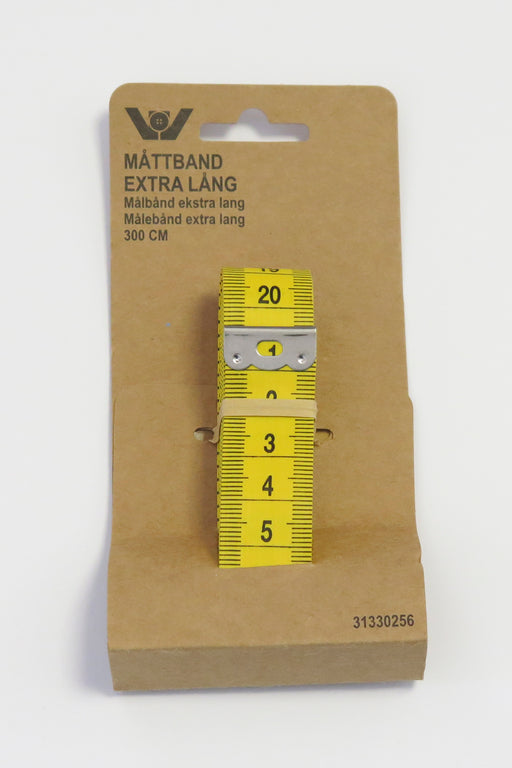 MÅTTBAND
EXTRA LÅNG
Målbånd ekstra lang
Målebånd extra lang
300 CM
20
1
3
4
5
31330256